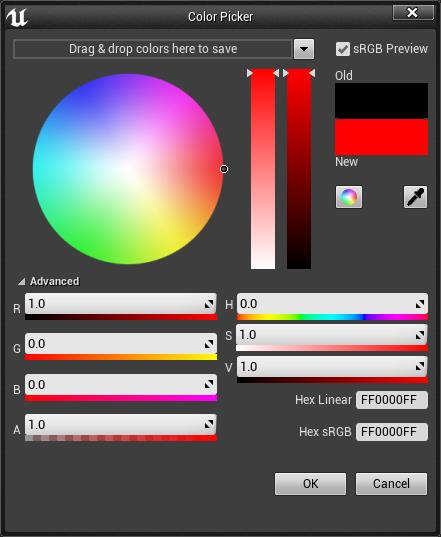 Color Picker
Drag & drop colors here to save
sRGB Preview
Old
New
Advanced
R 1.0
H 0.0
G 0.0
S 1.0
B 0.0
V 1.0
A 1.0
Hex Linear FF0000FF
Hex sRGB FF0000FF
OK Cancel